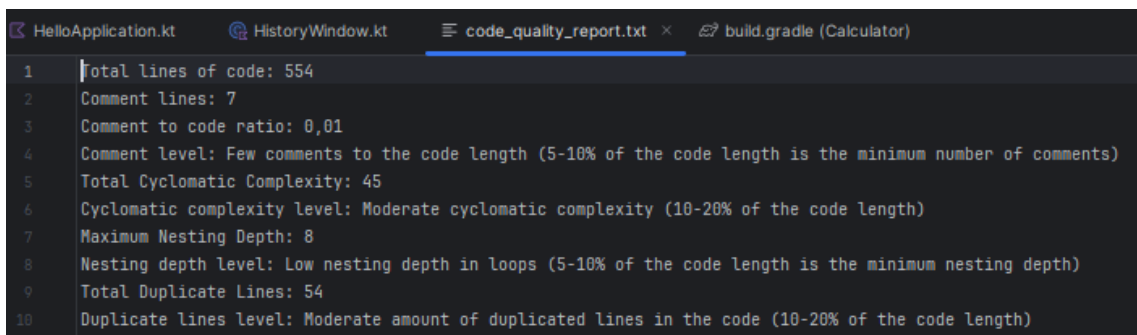 HelloApplication.kt HistoryWindow.kt code_quality_report.txt × build.gradle (Calculator)
1 Total lines of code: 554
2 Comment lines: 7
3 Comment to code ratio: 0,01
4 Comment level: Few comments to the code length (5-10% of the code length is the minimum number of comments)
5 Total Cyclomatic Complexity: 45
6 Cyclomatic complexity level: Moderate cyclomatic complexity (10-20% of the code length)
7 Maximum Nesting Depth: 8
8 Nesting depth level: Low nesting depth in loops (5-10% of the code length is the minimum nesting depth)
9 Total Duplicate Lines: 54
10 Duplicate lines level: Moderate amount of duplicated lines in the code (10-20% of the code length)